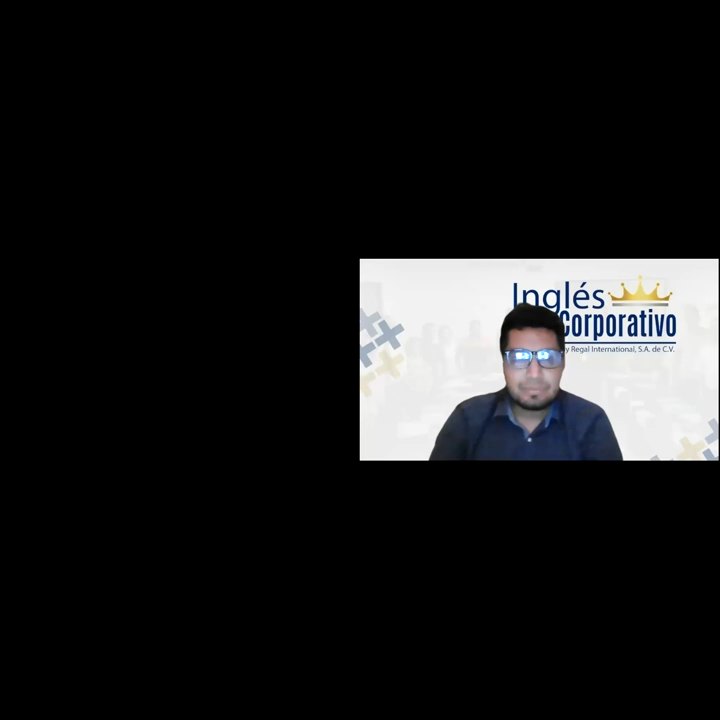 Inglés
Corporativo
y Regal International, S.A. de C.V.